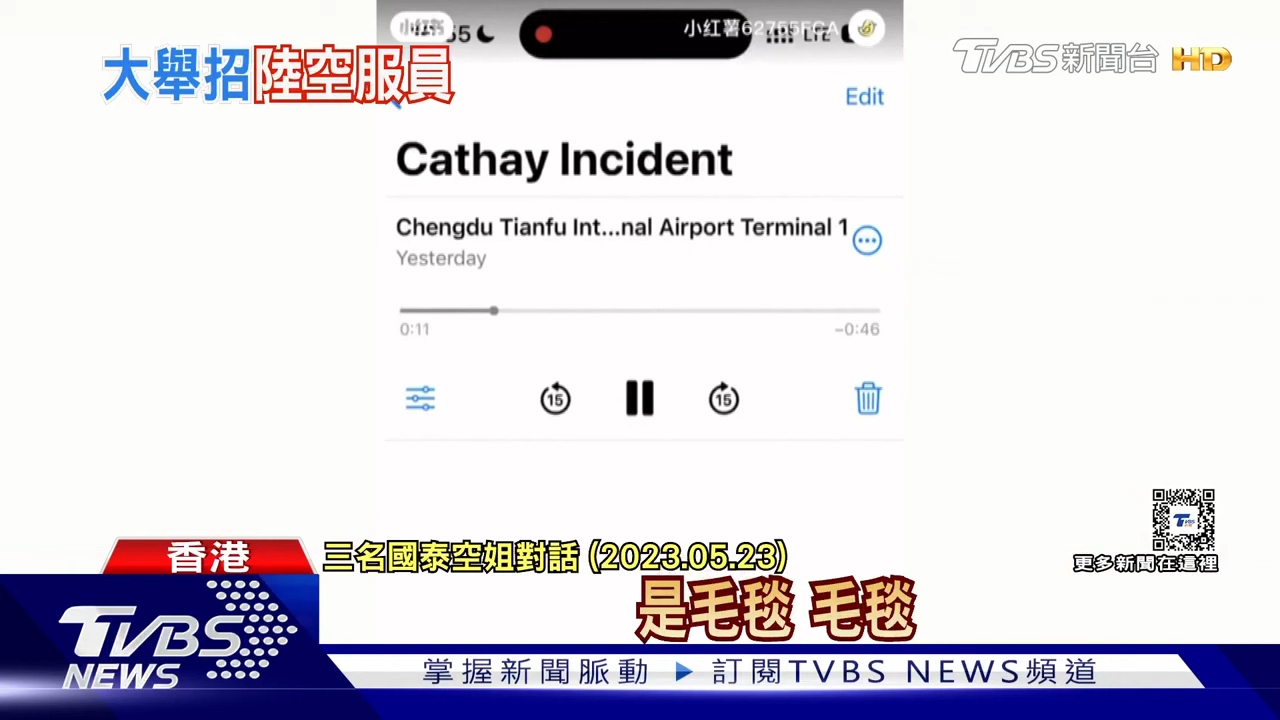 小红书
小红薯62755FCA
大舉招陸空服員
TVBS新聞台 HD
Edit
Cathay Incident
Chengdu Tianfu Int...nal Airport Terminal 1
Yesterday
0:11
−0:46
15
15
更多新聞在這裡
香港
三名國泰空姐對話 (2023.05.23)
是毛毯 毛毯
TVBS
NEWS
掌握新聞脈動 ▶ 訂閱TVBS NEWS頻道